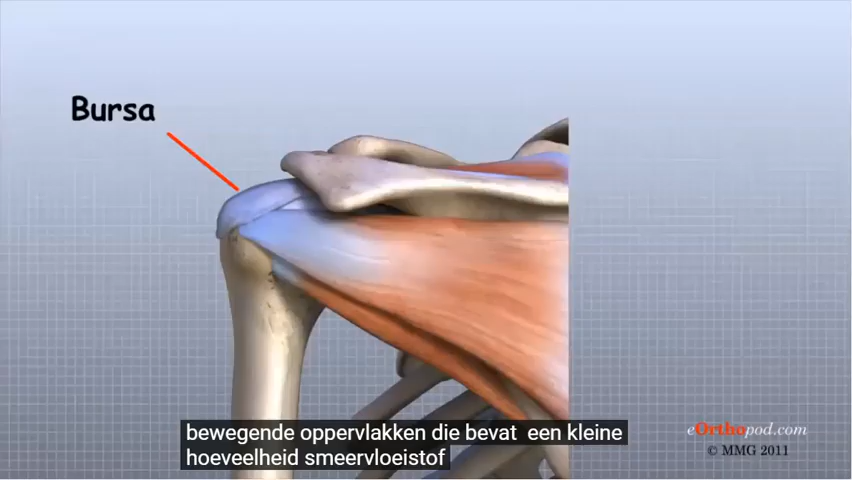 Bursa
bewegende oppervlakken die bevat een kleine
hoeveelheid smeervloeistof
eOrthopod.com
© MMG 2011